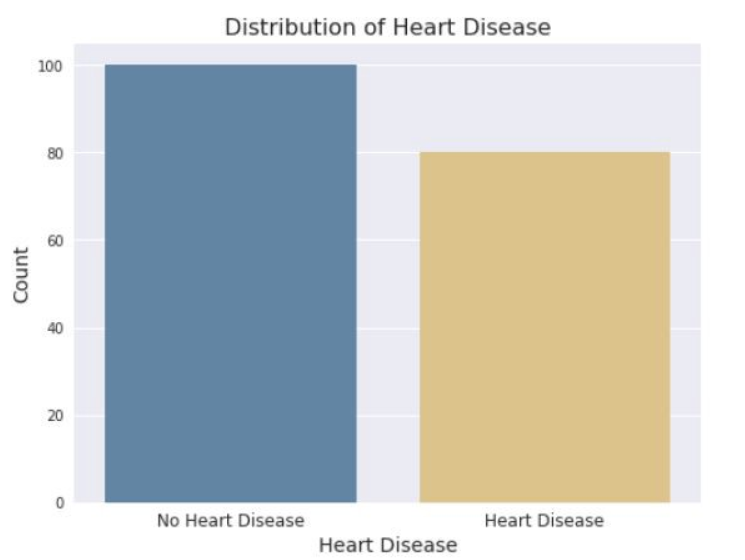 Distribution of Heart Disease
100
80
60
40
20
0
Count
No Heart Disease
Heart Disease
Heart Disease